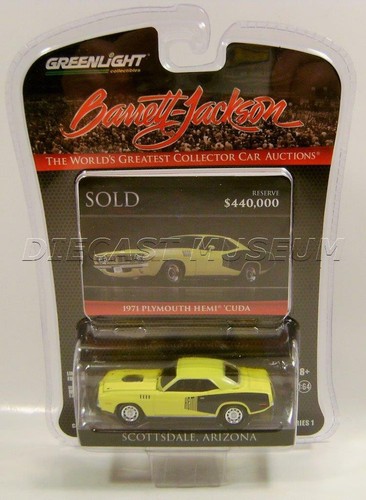 GREENLIGHT
collectibles
Barrett-Jackson
THE WORLD'S GREATEST COLLECTOR CAR AUCTIONS®
SOLD
RESERVE
$440,000
DIECAST MUSEUM
1971 PLYMOUTH HEMI® 'CUDA
8+
1:64
SCOTTSDALE, ARIZONA
SERIES 1